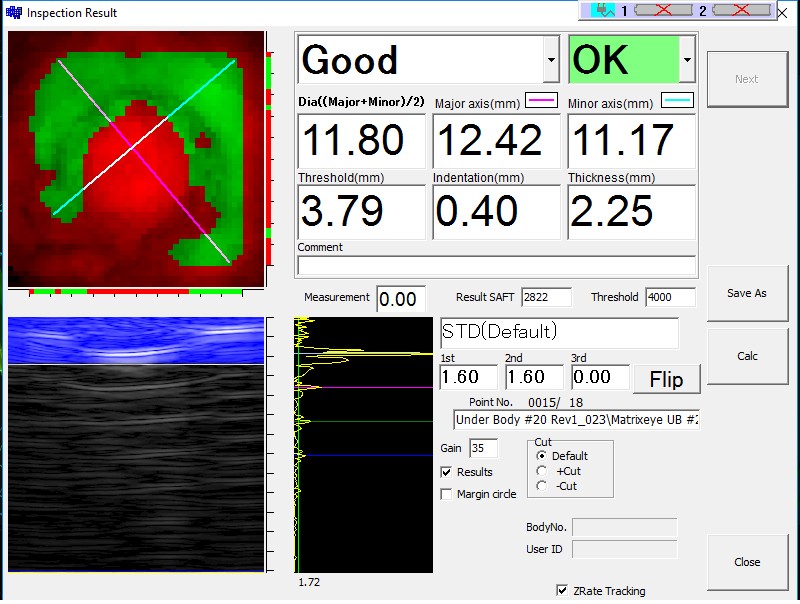 Inspection Result
1 2
Good OK Next
Dia((Major+Minor)/2) Major axis(mm) Minor axis(mm)
11.80 12.42 11.17
Threshold(mm) Indentation(mm) Thickness(mm)
3.79 0.40 2.25
Comment
Measurement 0.00 Result SAFT 2822 Threshold 4000 Save As
STD(Default)
1st 2nd 3rd Calc
1.60 1.60 0.00 Flip
Point No. 0015/ 18
Under Body #20 Rev1_023\Matrixeye UB #2
Gain 35 Cut
Default
Results +Cut
Margin circle -Cut
BodyNo.
User ID Close
1.72
ZRate Tracking